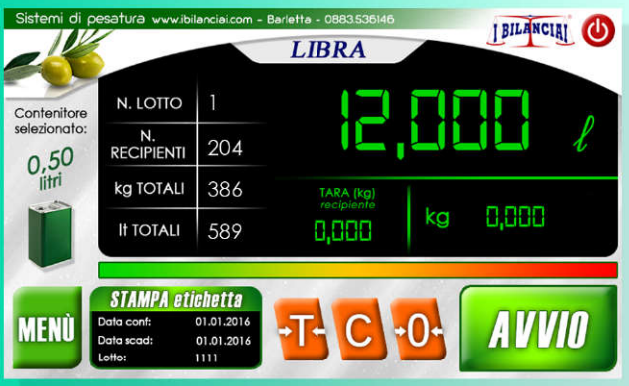 Sistemi di pesatura www.ibilanciai.com - Barletta - 0883.536146
I BILANCIAI
LIBRA
Contenitore
selezionato:
0,50
litri
N. LOTTO 1
N.
RECIPIENTI 204
kg TOTALI 386
lt TOTALI 589
12,000 ℓ
TARA (kg)
recipiente
0,000
kg 0,000
MENÙ
STAMPA etichetta
Data conf: 01.01.2016
Data scad: 01.01.2016
Lotto: 1111
→T←
C
→0←
AVVIO